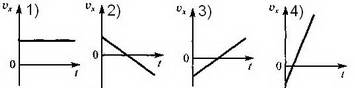 vₓ 1) vₓ 2) vₓ 3) vₓ 4)
0 0 0 0
t t t t